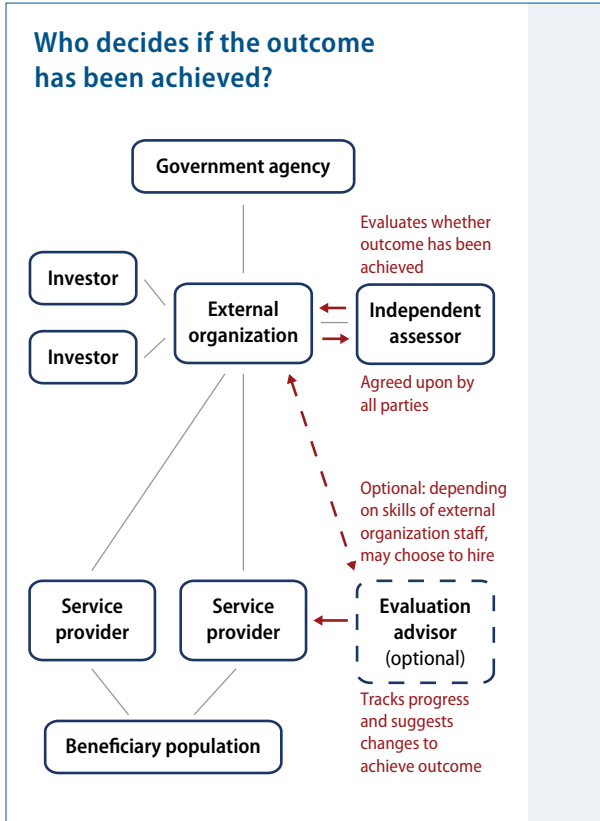 Who decides if the outcome
has been achieved?
Government agency
Evaluates whether
outcome has been
achieved
Investor
Investor
External
organization
Independent
assessor
Agreed upon by
all parties
Optional: depending
on skills of external
organization staff,
may choose to hire
Service
provider
Service
provider
Evaluation
advisor
(optional)
Tracks progress
and suggests
changes to
achieve outcome
Beneficiary population